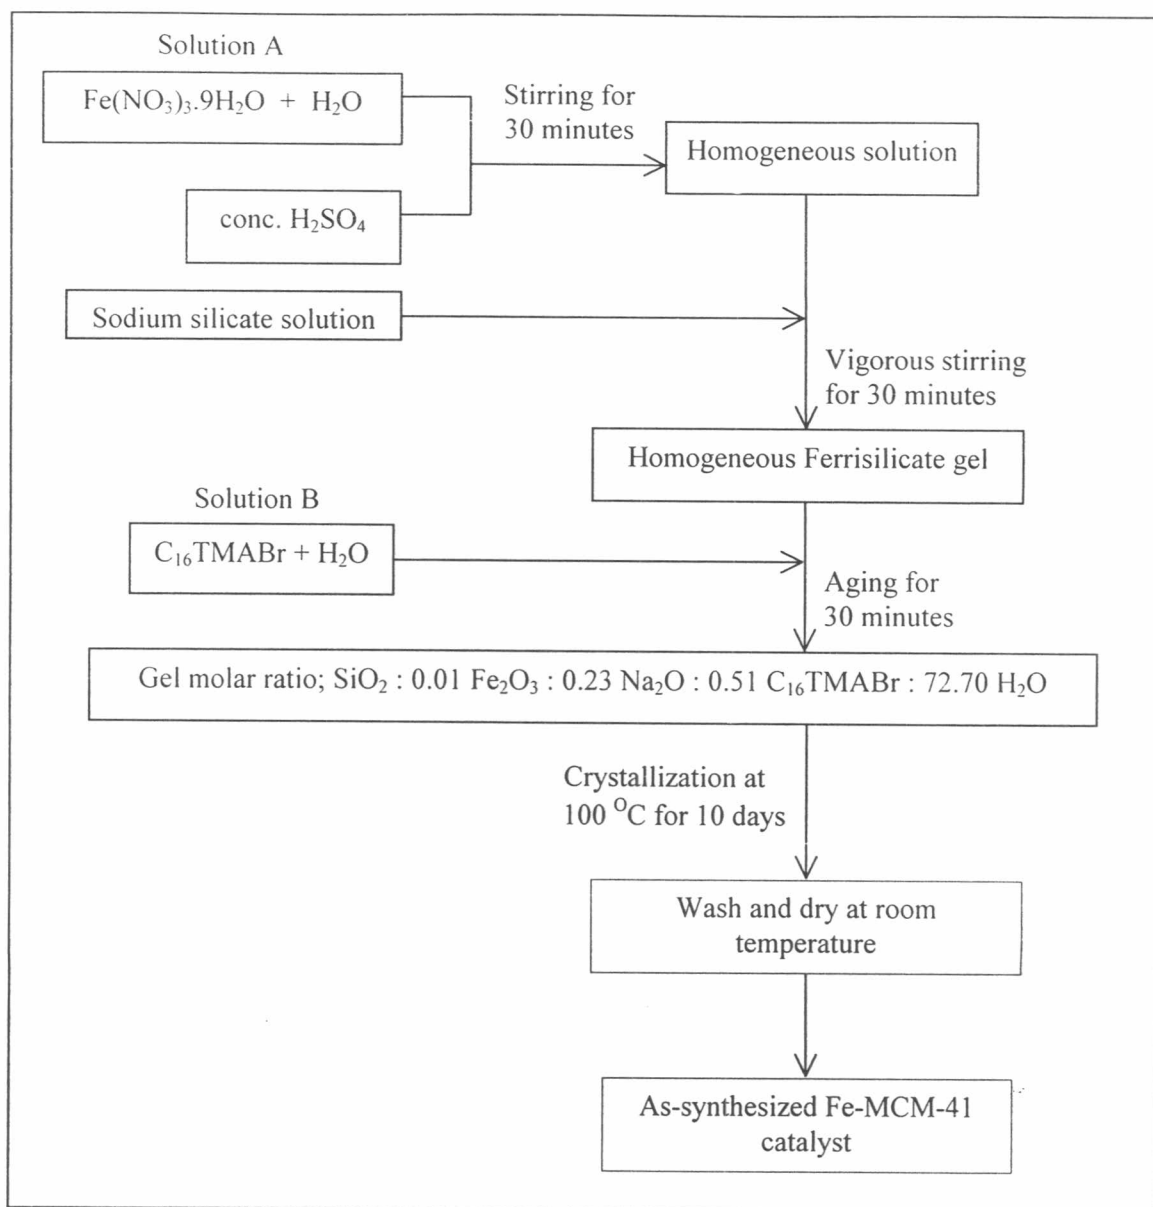 Solution A
Fe(NO₃)₃.9H₂O + H₂O
Stirring for
30 minutes
Homogeneous solution
conc. H₂SO₄
Sodium silicate solution
Vigorous stirring
for 30 minutes
Homogeneous Ferrisilicate gel
Solution B
C₁₆TMABr + H₂O
Aging for
30 minutes
Gel molar ratio; SiO₂ : 0.01 Fe₂O₃ : 0.23 Na₂O : 0.51 C₁₆TMABr : 72.70 H₂O
Crystallization at
100 ᴼC for 10 days
Wash and dry at room
temperature
As-synthesized Fe-MCM-41
catalyst